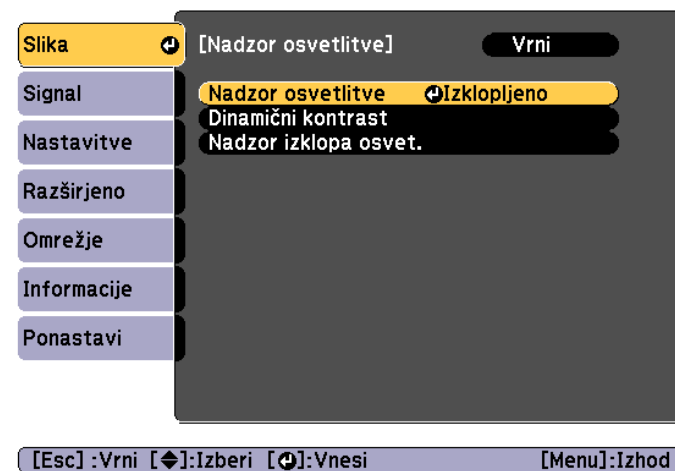 Slika
Signal
Nastavitve
Razširjeno
Omrežje
Informacije
Ponastavi
[Nadzor osvetlitve] Vrni
Nadzor osvetlitve Izklopljeno
Dinamični kontrast
Nadzor izklopa osvet.
[Esc] :Vrni []:Izberi []:Vnesi [Menu]:Izhod